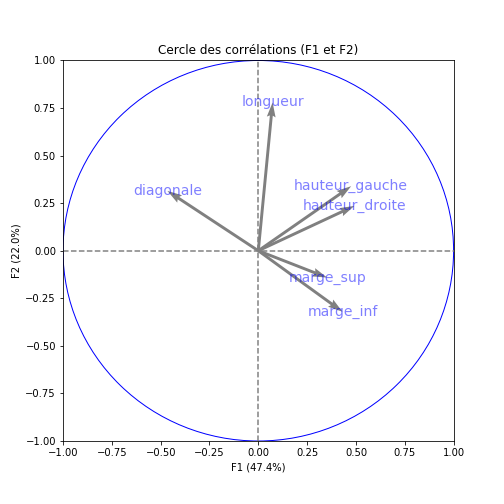 Cercle des corrélations (F1 et F2)
1.00
0.75
0.50
0.25
0.00
−0.25
−0.50
−0.75
−1.00
F2 (22.0%)
longueur
hauteur_gauche
diagonale
hauteur_droite
marge_sup
marge_inf
−1.00 −0.75 −0.50 −0.25 0.00 0.25 0.50 0.75 1.00
F1 (47.4%)